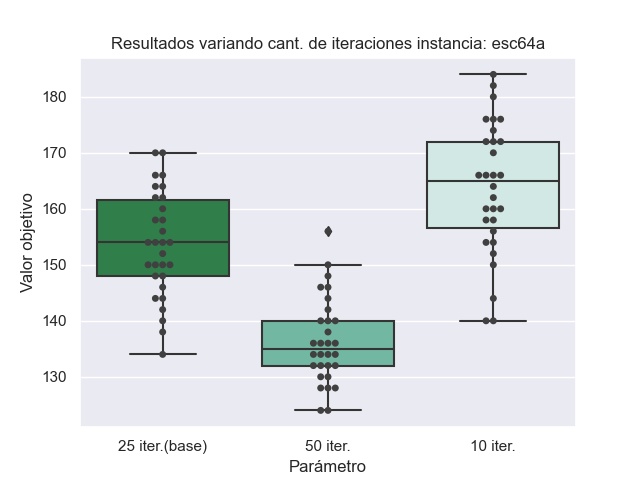 Resultados variando cant. de iteraciones instancia: esc64a
180
170
160
150
140
130
Valor objetivo
25 iter.(base)
50 iter.
10 iter.
Parámetro